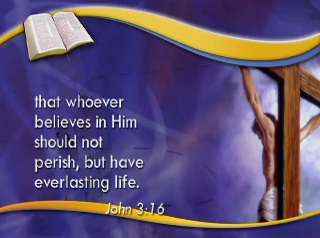 that whoever
believes in Him
should not
perish, but have
everlasting life.
John 3:16